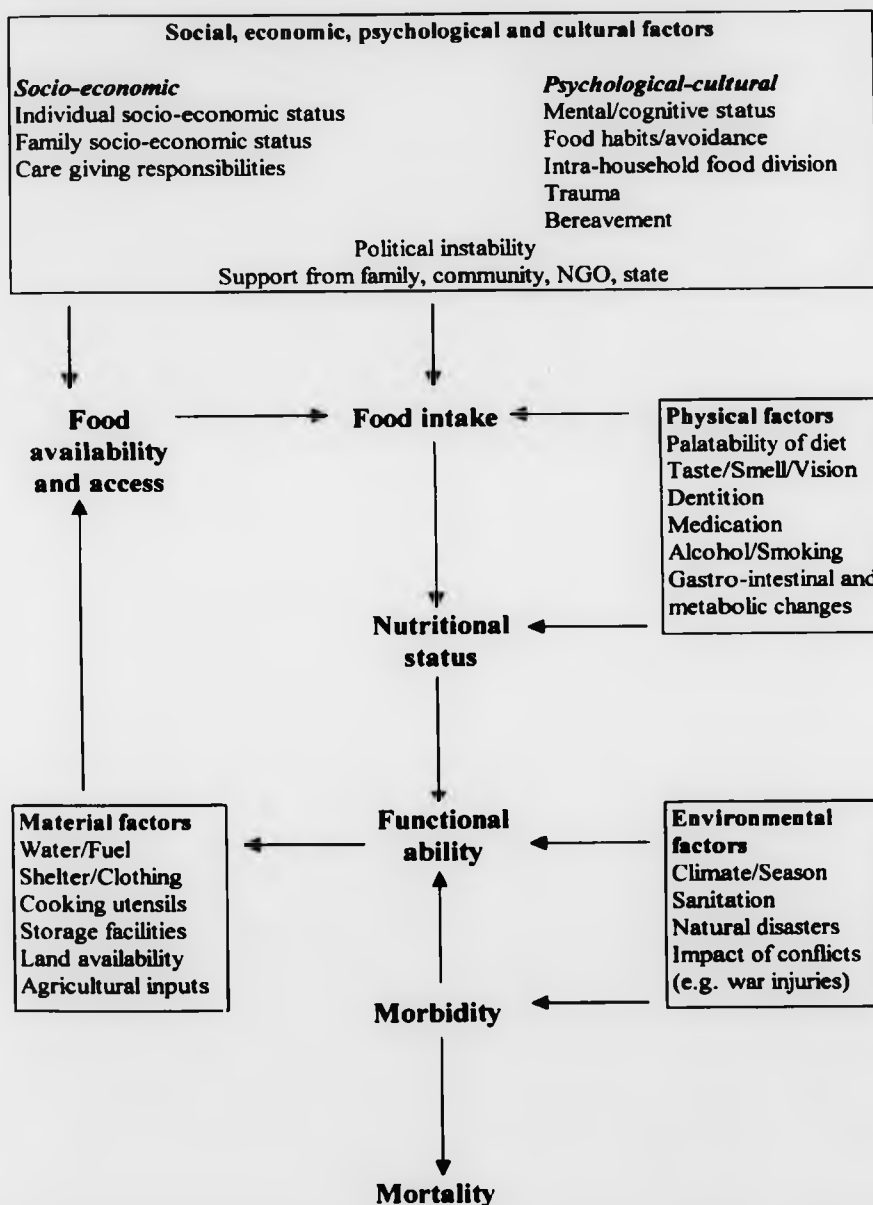 Social, economic, psychological and cultural factors
Socio-economic
Individual socio-economic status
Family socio-economic status
Care giving responsibilities
Psychological-cultural
Mental/cognitive status
Food habits/avoidance
Intra-household food division
Trauma
Bereavement
Political instability
Support from family, community, NGO, state
Food
availability
and access
Food intake
Physical factors
Palatability of diet
Taste/Smell/Vision
Dentition
Medication
Alcohol/Smoking
Gastro-intestinal and
metabolic changes
Nutritional
status
Material factors
Water/Fuel
Shelter/Clothing
Cooking utensils
Storage facilities
Land availability
Agricultural inputs
Functional
ability
Environmental
factors
Climate/Season
Sanitation
Natural disasters
Impact of conflicts
(e.g. war injuries)
Morbidity
Mortality